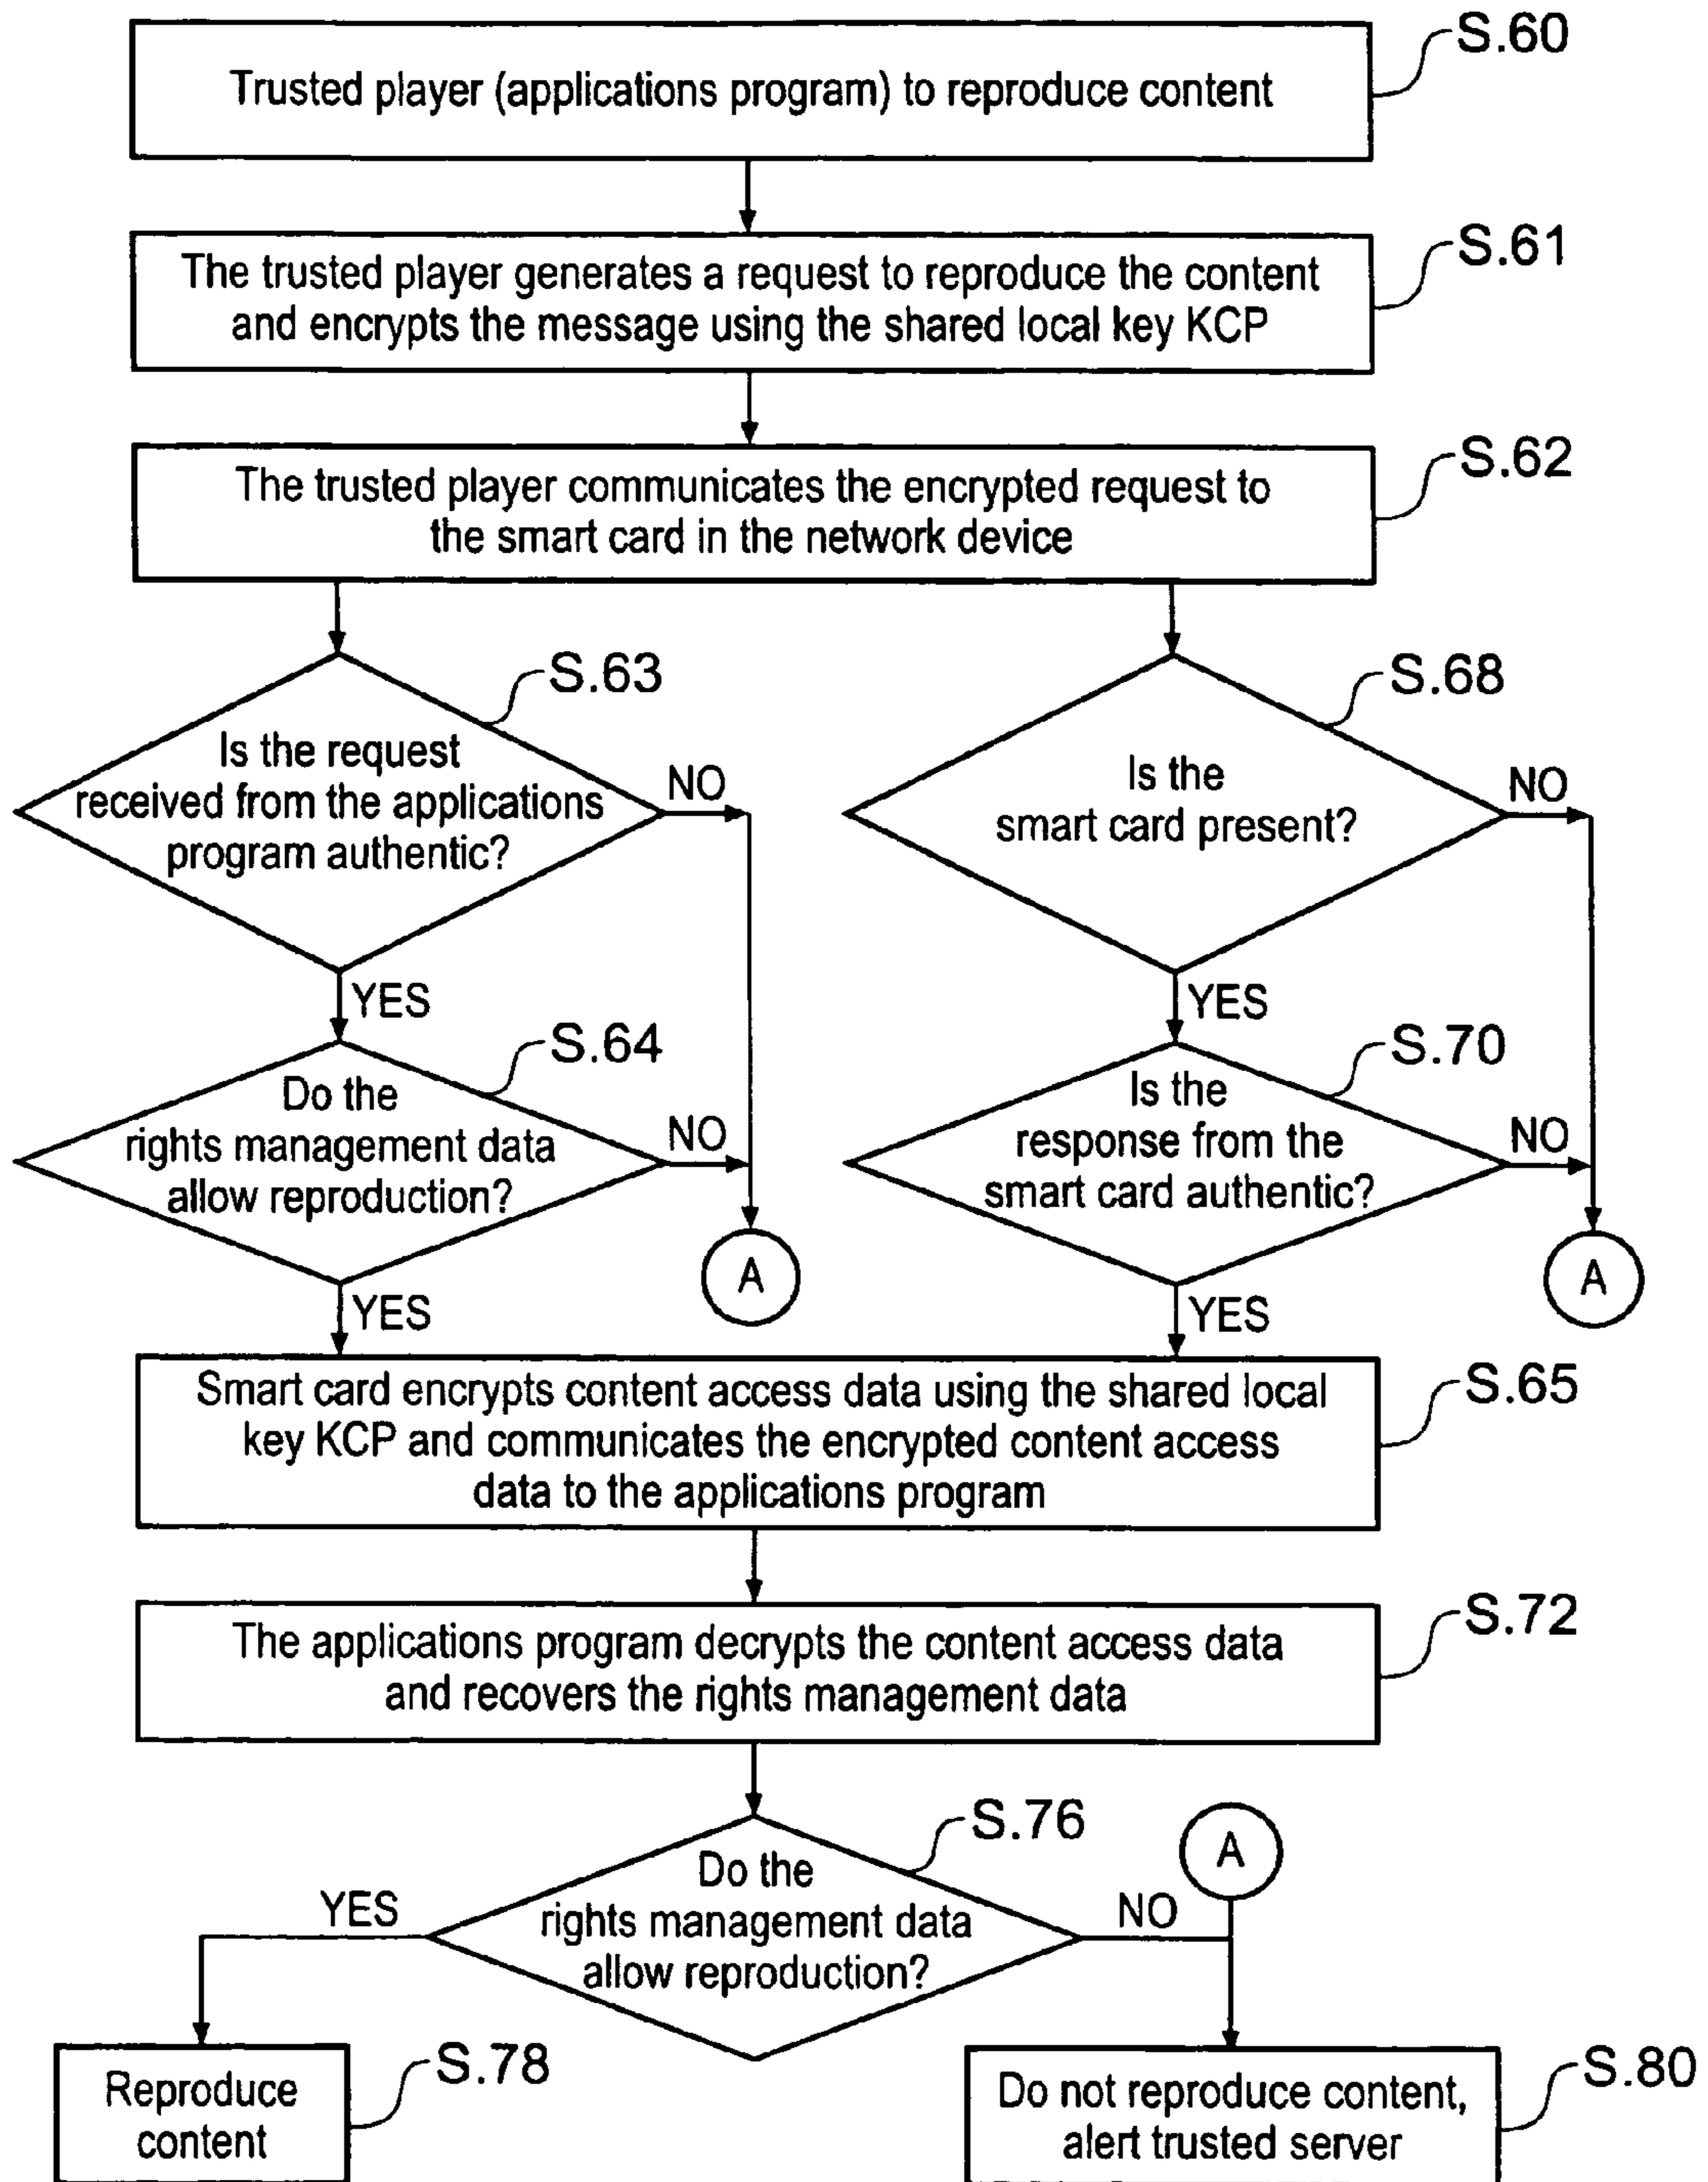 S.60
Trusted player (applications program) to reproduce content
S.61
The trusted player generates a request to reproduce the content
and encrypts the message using the shared local key KCP
S.62
The trusted player communicates the encrypted request to
the smart card in the network device
S.63
Is the request
received from the applications
program authentic?
NO
YES
S.68
Is the
smart card present?
NO
YES
S.64
Do the
rights management data
allow reproduction?
NO
YES
A
S.70
Is the
response from the
smart card authentic?
NO
YES
A
S.65
Smart card encrypts content access data using the shared local
key KCP and communicates the encrypted content access
data to the applications program
S.72
The applications program decrypts the content access data
and recovers the rights management data
S.76
Do the
rights management data
allow reproduction?
YES
NO
A
S.78
Reproduce
content
S.80
Do not reproduce content,
alert trusted server